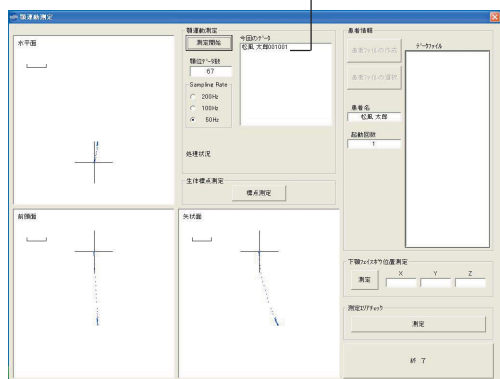 顎運動測定
水平面
前頭面
矢状面
顎運動測定
測定開始
顎位ﾃﾞｰﾀ数
67
Sampling Rate
200Hz
100Hz
50Hz
今回のﾃﾞｰﾀ
松風 太郎001001
処理状況
生体標点測定
標点測定
患者情報
患者ファイルの作成
患者ファイルの選択
患者名
松風 太郎
起動回数
1
ﾃﾞｰﾀﾌｧｲﾙ
下顎ﾌｪｲｽﾎﾞｳ位置測定
測定
X Y Z
測定ｴﾘｱﾁｪｯｸ
測定
終 了